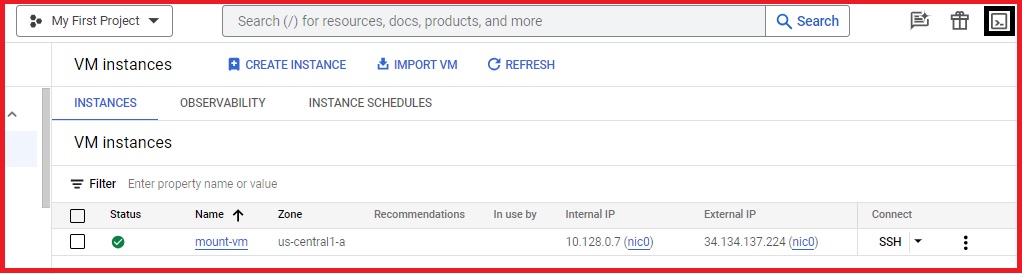 My First Project Search (/) for resources, docs, products, and more Search
VM instances CREATE INSTANCE IMPORT VM REFRESH
INSTANCES OBSERVABILITY INSTANCE SCHEDULES
VM instances
Filter Enter property name or value
Status Name Zone Recommendations In use by Internal IP External IP Connect
mount-vm us-central1-a 10.128.0.7 (nic0) 34.134.137.224 (nic0) SSH